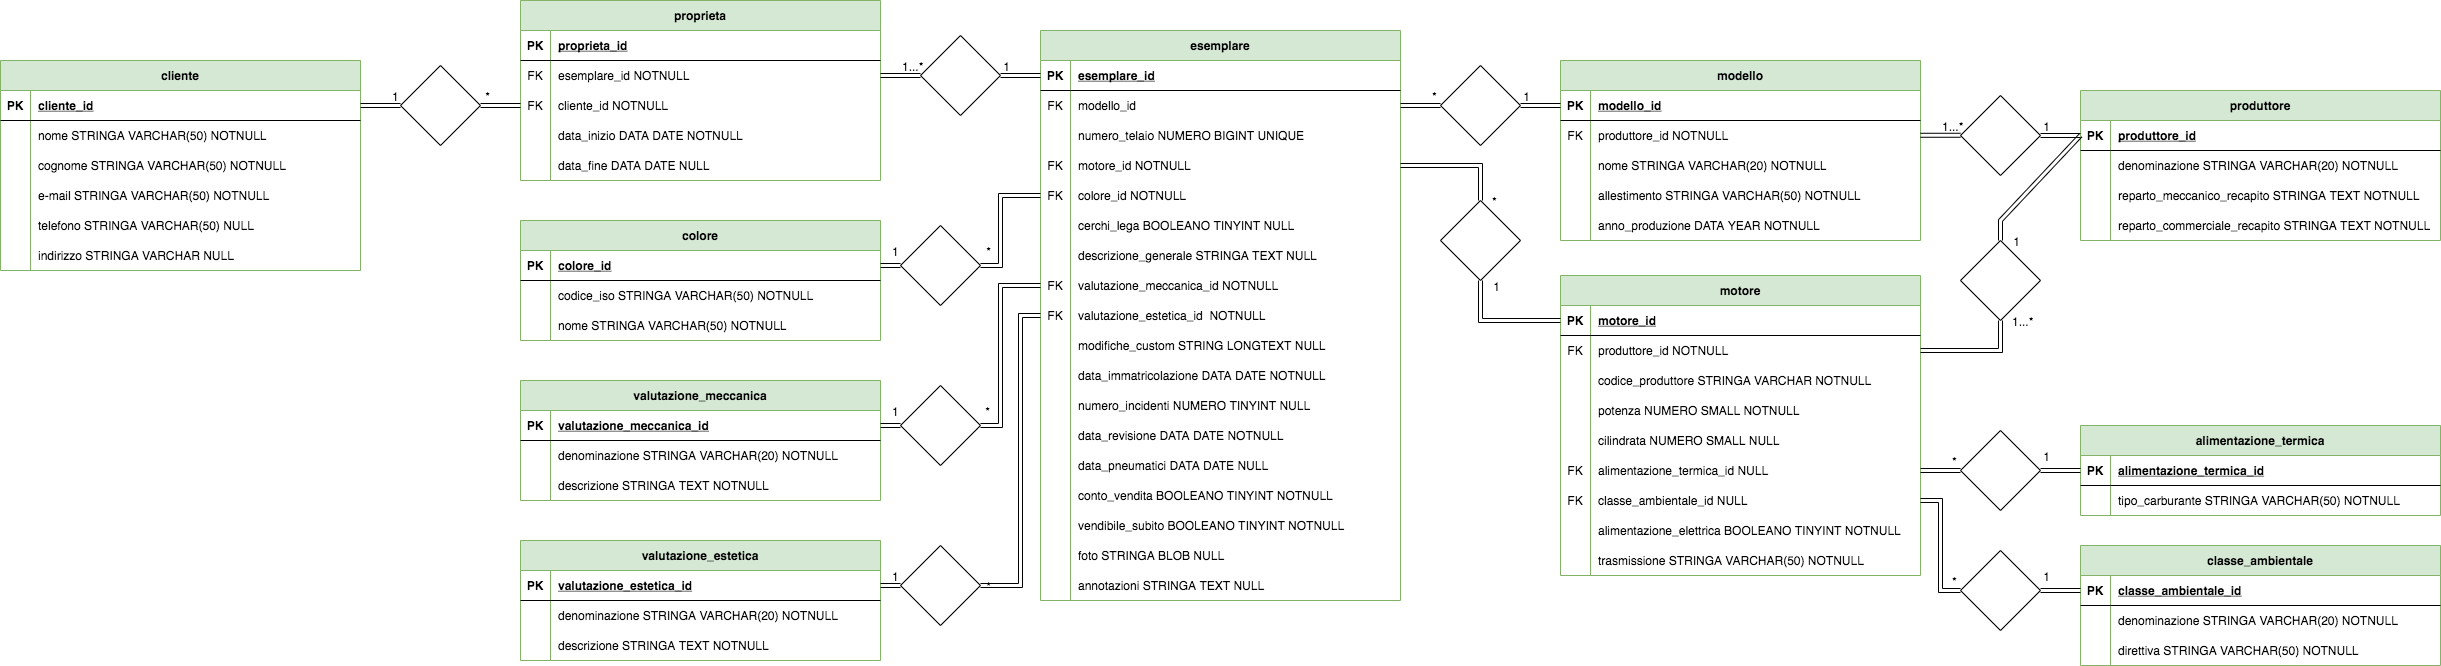 cliente
PK cliente_id
nome STRINGA VARCHAR(50) NOTNULL
cognome STRINGA VARCHAR(50) NOTNULL
e-mail STRINGA VARCHAR(50) NOTNULL
telefono STRINGA VARCHAR(50) NULL
indirizzo STRINGA VARCHAR NULL
1
*
proprieta
PK proprieta_id
FK esemplare_id NOTNULL
FK cliente_id NOTNULL
data_inizio DATA DATE NOTNULL
data_fine DATA DATE NULL
1...*
1
colore
PK colore_id
codice_iso STRINGA VARCHAR(50) NOTNULL
nome STRINGA VARCHAR(50) NOTNULL
1
*
valutazione_meccanica
PK valutazione_meccanica_id
denominazione STRINGA VARCHAR(20) NOTNULL
descrizione STRINGA TEXT NOTNULL
1
*
valutazione_estetica
PK valutazione_estetica_id
denominazione STRINGA VARCHAR(20) NOTNULL
descrizione STRINGA TEXT NOTNULL
1
*
esemplare
PK esemplare_id
FK modello_id
numero_telaio NUMERO BIGINT UNIQUE
FK motore_id NOTNULL
FK colore_id NOTNULL
cerchi_lega BOOLEANO TINYINT NULL
descrizione_generale STRINGA TEXT NULL
FK valutazione_meccanica_id NOTNULL
FK valutazione_estetica_id NOTNULL
modifiche_custom STRING LONGTEXT NULL
data_immatricolazione DATA DATE NOTNULL
numero_incidenti NUMERO TINYINT NULL
data_revisione DATA DATE NOTNULL
data_pneumatici DATA DATE NULL
conto_vendita BOOLEANO TINYINT NOTNULL
vendibile_subito BOOLEANO TINYINT NOTNULL
foto STRINGA BLOB NULL
annotazioni STRINGA TEXT NULL
*
1
*
1
modello
PK modello_id
FK produttore_id NOTNULL
nome STRINGA VARCHAR(20) NOTNULL
allestimento STRINGA VARCHAR(50) NOTNULL
anno_produzione DATA YEAR NOTNULL
1...*
1
motore
PK motore_id
FK produttore_id NOTNULL
codice_produttore STRINGA VARCHAR NOTNULL
potenza NUMERO SMALL NOTNULL
cilindrata NUMERO SMALL NULL
FK alimentazione_termica_id NULL
FK classe_ambientale_id NULL
alimentazione_elettrica BOOLEANO TINYINT NOTNULL
trasmissione STRINGA VARCHAR(50) NOTNULL
1
1...*
*
1
*
1
produttore
PK produttore_id
denominazione STRINGA VARCHAR(20) NOTNULL
reparto_meccanico_recapito STRINGA TEXT NOTNULL
reparto_commerciale_recapito STRINGA TEXT NOTNULL
alimentazione_termica
PK alimentazione_termica_id
tipo_carburante STRINGA VARCHAR(50) NOTNULL
classe_ambientale
PK classe_ambientale_id
denominazione STRINGA VARCHAR(20) NOTNULL
direttiva STRINGA VARCHAR(50) NOTNULL